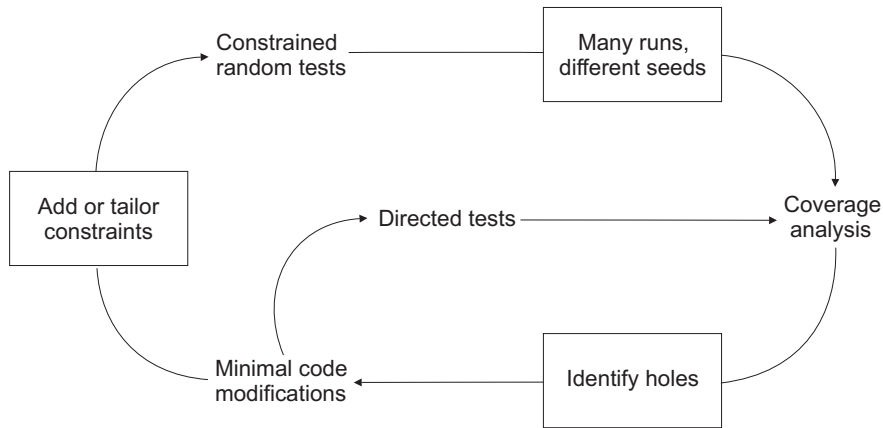 Constrained
random tests
Many runs,
different seeds
Add or tailor
constraints
Directed tests
Coverage
analysis
Minimal code
modifications
Identify holes